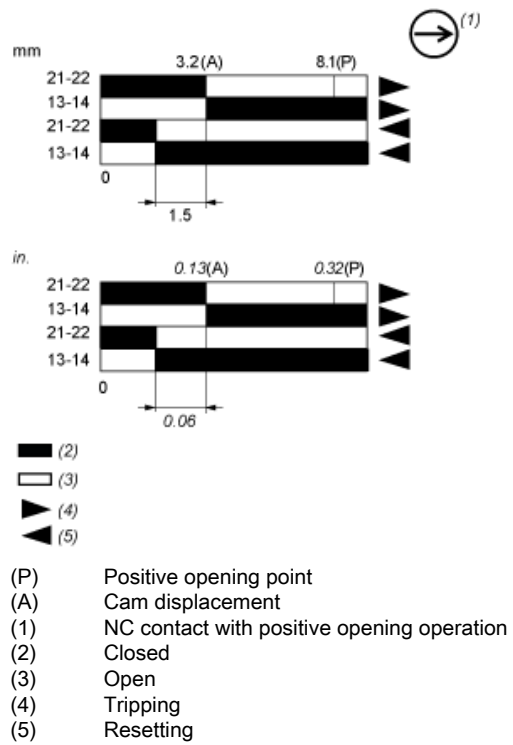 (1)
mm
3.2(A) 8.1(P)
21-22
13-14
21-22
13-14
0
1.5
in.
0.13(A) 0.32(P)
21-22
13-14
21-22
13-14
0
0.06
(2)
(3)
(4)
(5)
(P) Positive opening point
(A) Cam displacement
(1) NC contact with positive opening operation
(2) Closed
(3) Open
(4) Tripping
(5) Resetting